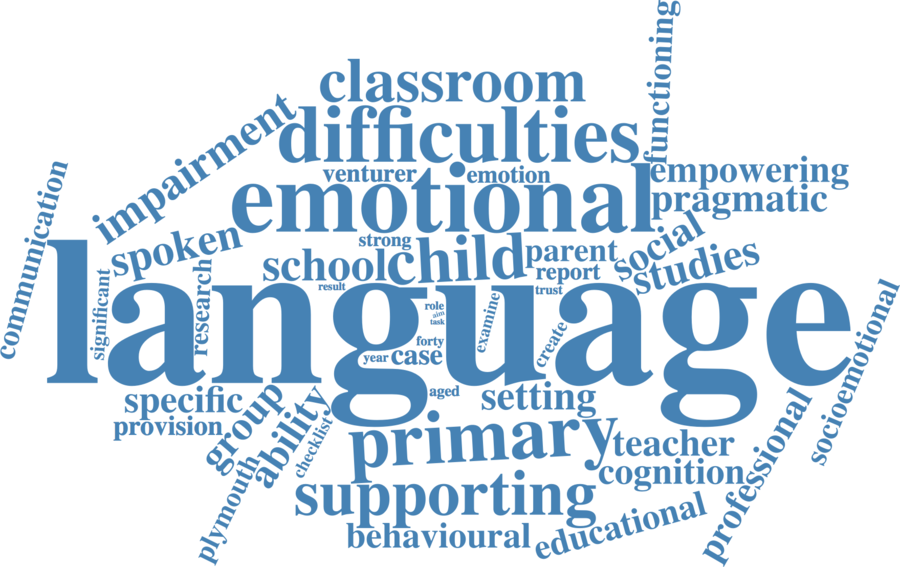 functioning
classroom
difficulties
impairment
venturer
emotion
empowering
emotional
pragmatic
communication
spoken
strong
child
parent
social
school
report
studies
significant
research
result
trust
language
role
aim
task
examine
create
forty
year
case
socioemotional
aged
specific
setting
provision
group
ability
checklist
primary
teacher
professional
plymouth
cognition
supporting
behavioural
educational